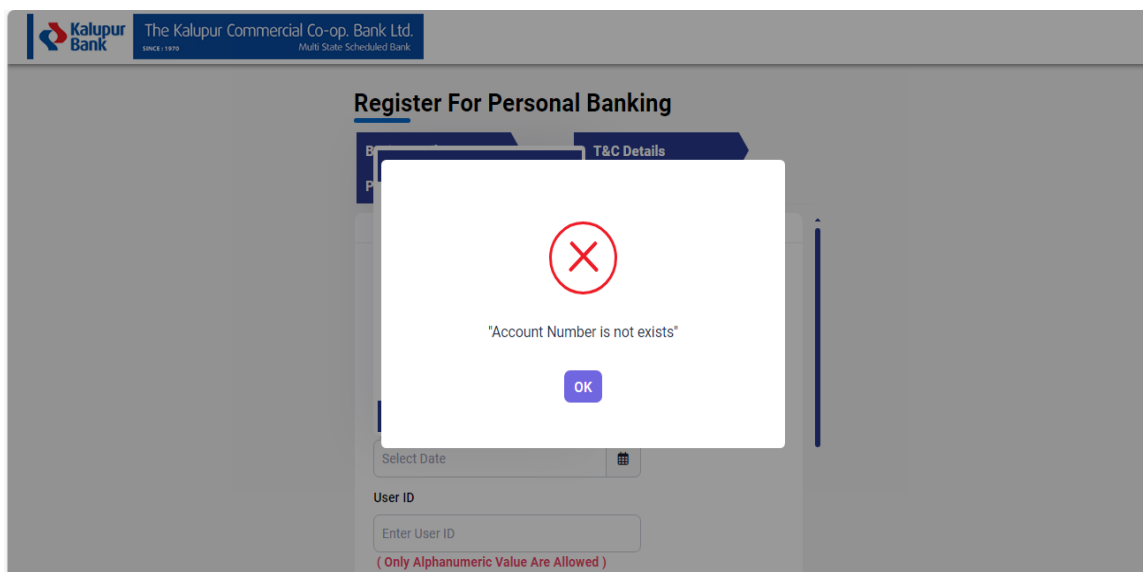 Kalupur
Bank
The Kalupur Commercial Co-op. Bank Ltd.
SINCE : 1970
Multi State Scheduled Bank
Register For Personal Banking
T&C Details
"Account Number is not exists"
OK
Select Date
User ID
Enter User ID
( Only Alphanumeric Value Are Allowed )